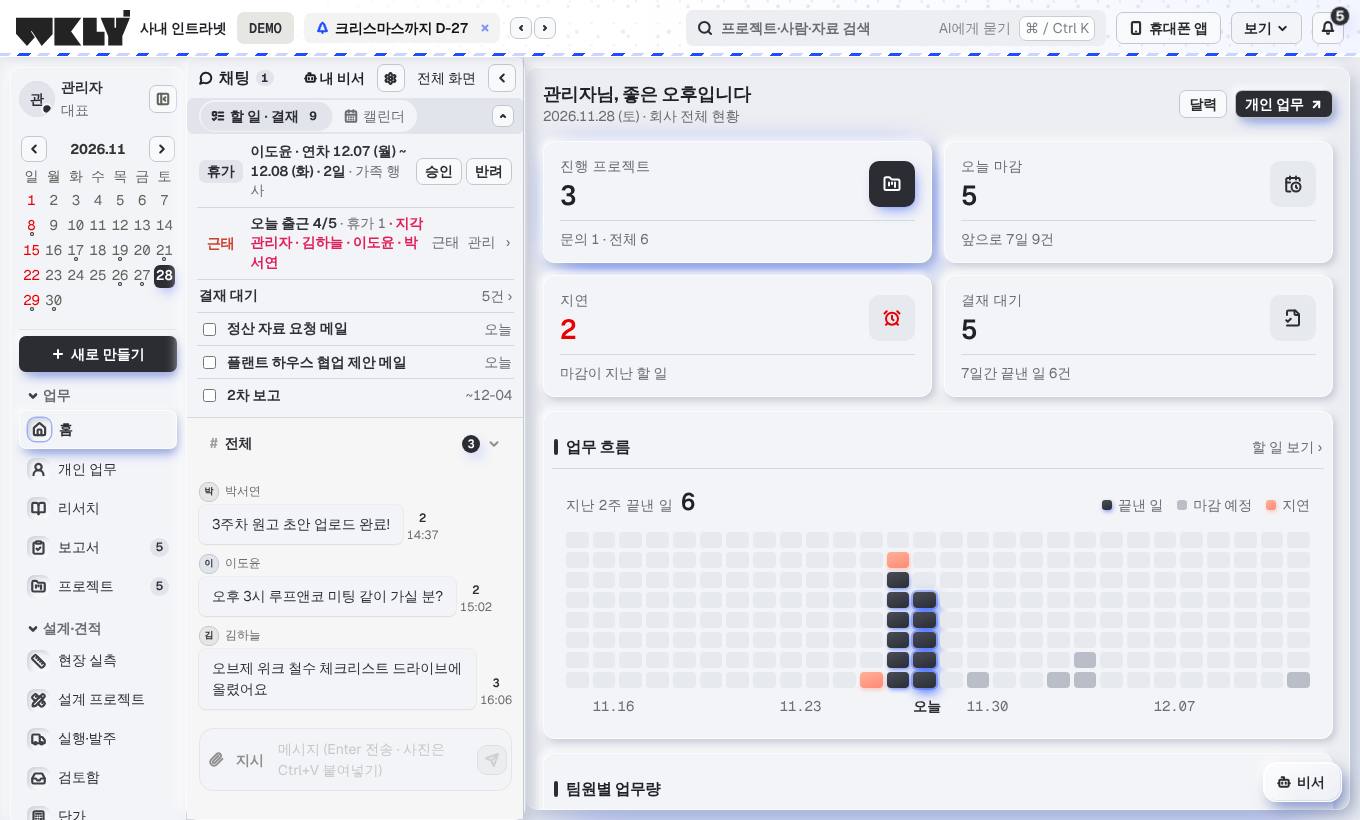 WKLY 사내 인트라넷 DEMO 크리스마스까지 D-27 × 프로젝트·사람·자료 검색 AI에게 묻기 ⌘ / Ctrl K 휴대폰 앱 보기 5
관 관리자
대표
2026.11
일 월 화 수 목 금 토
1 2 3 4 5 6 7
8 9 10 11 12 13 14
15 16 17 18 19 20 21
22 23 24 25 26 27 28
29 30
+ 새로 만들기
업무
홈
개인 업무
리서치
보고서 5
프로젝트 5
설계·견적
현장 실측
설계 프로젝트
실행·발주
검토함
단가
채팅 1 내 비서 전체 화면
할 일 · 결재 9 캘린더
휴가 이도윤 · 연차 12.07 (월) ~
12.08 (화) · 2일 · 가족 행
사
승인 반려
근태 오늘 출근 4/5 · 휴가 1 · 지각
관리자 · 김하늘 · 이도윤 · 박
서연
근태 관리 ›
결재 대기 5건 ›
정산 자료 요청 메일 오늘
플랜트 하우스 협업 제안 메일 오늘
2차 보고 ~12-04
# 전체 3
박 박서연
3주차 원고 초안 업로드 완료! 2
14:37
이 이도윤
오후 3시 루프앤코 미팅 같이 가실 분? 2
15:02
김 김하늘
오브제 위크 철수 체크리스트 드라이브에
올렸어요 3
16:06
지시 메시지 (Enter 전송 · 사진은
Ctrl+V 붙여넣기)
관리자님, 좋은 오후입니다
2026.11.28 (토) · 회사 전체 현황
달력 개인 업무
진행 프로젝트
3
문의 1 · 전체 6
오늘 마감
5
앞으로 7일 9건
지연
2
마감이 지난 할 일
결재 대기
5
7일간 끝낸 일 6건
업무 흐름 할 일 보기 ›
지난 2주 끝낸 일 6 끝낸 일 마감 예정 지연
11.16 11.23 오늘 11.30 12.07
팀원별 업무량
비서